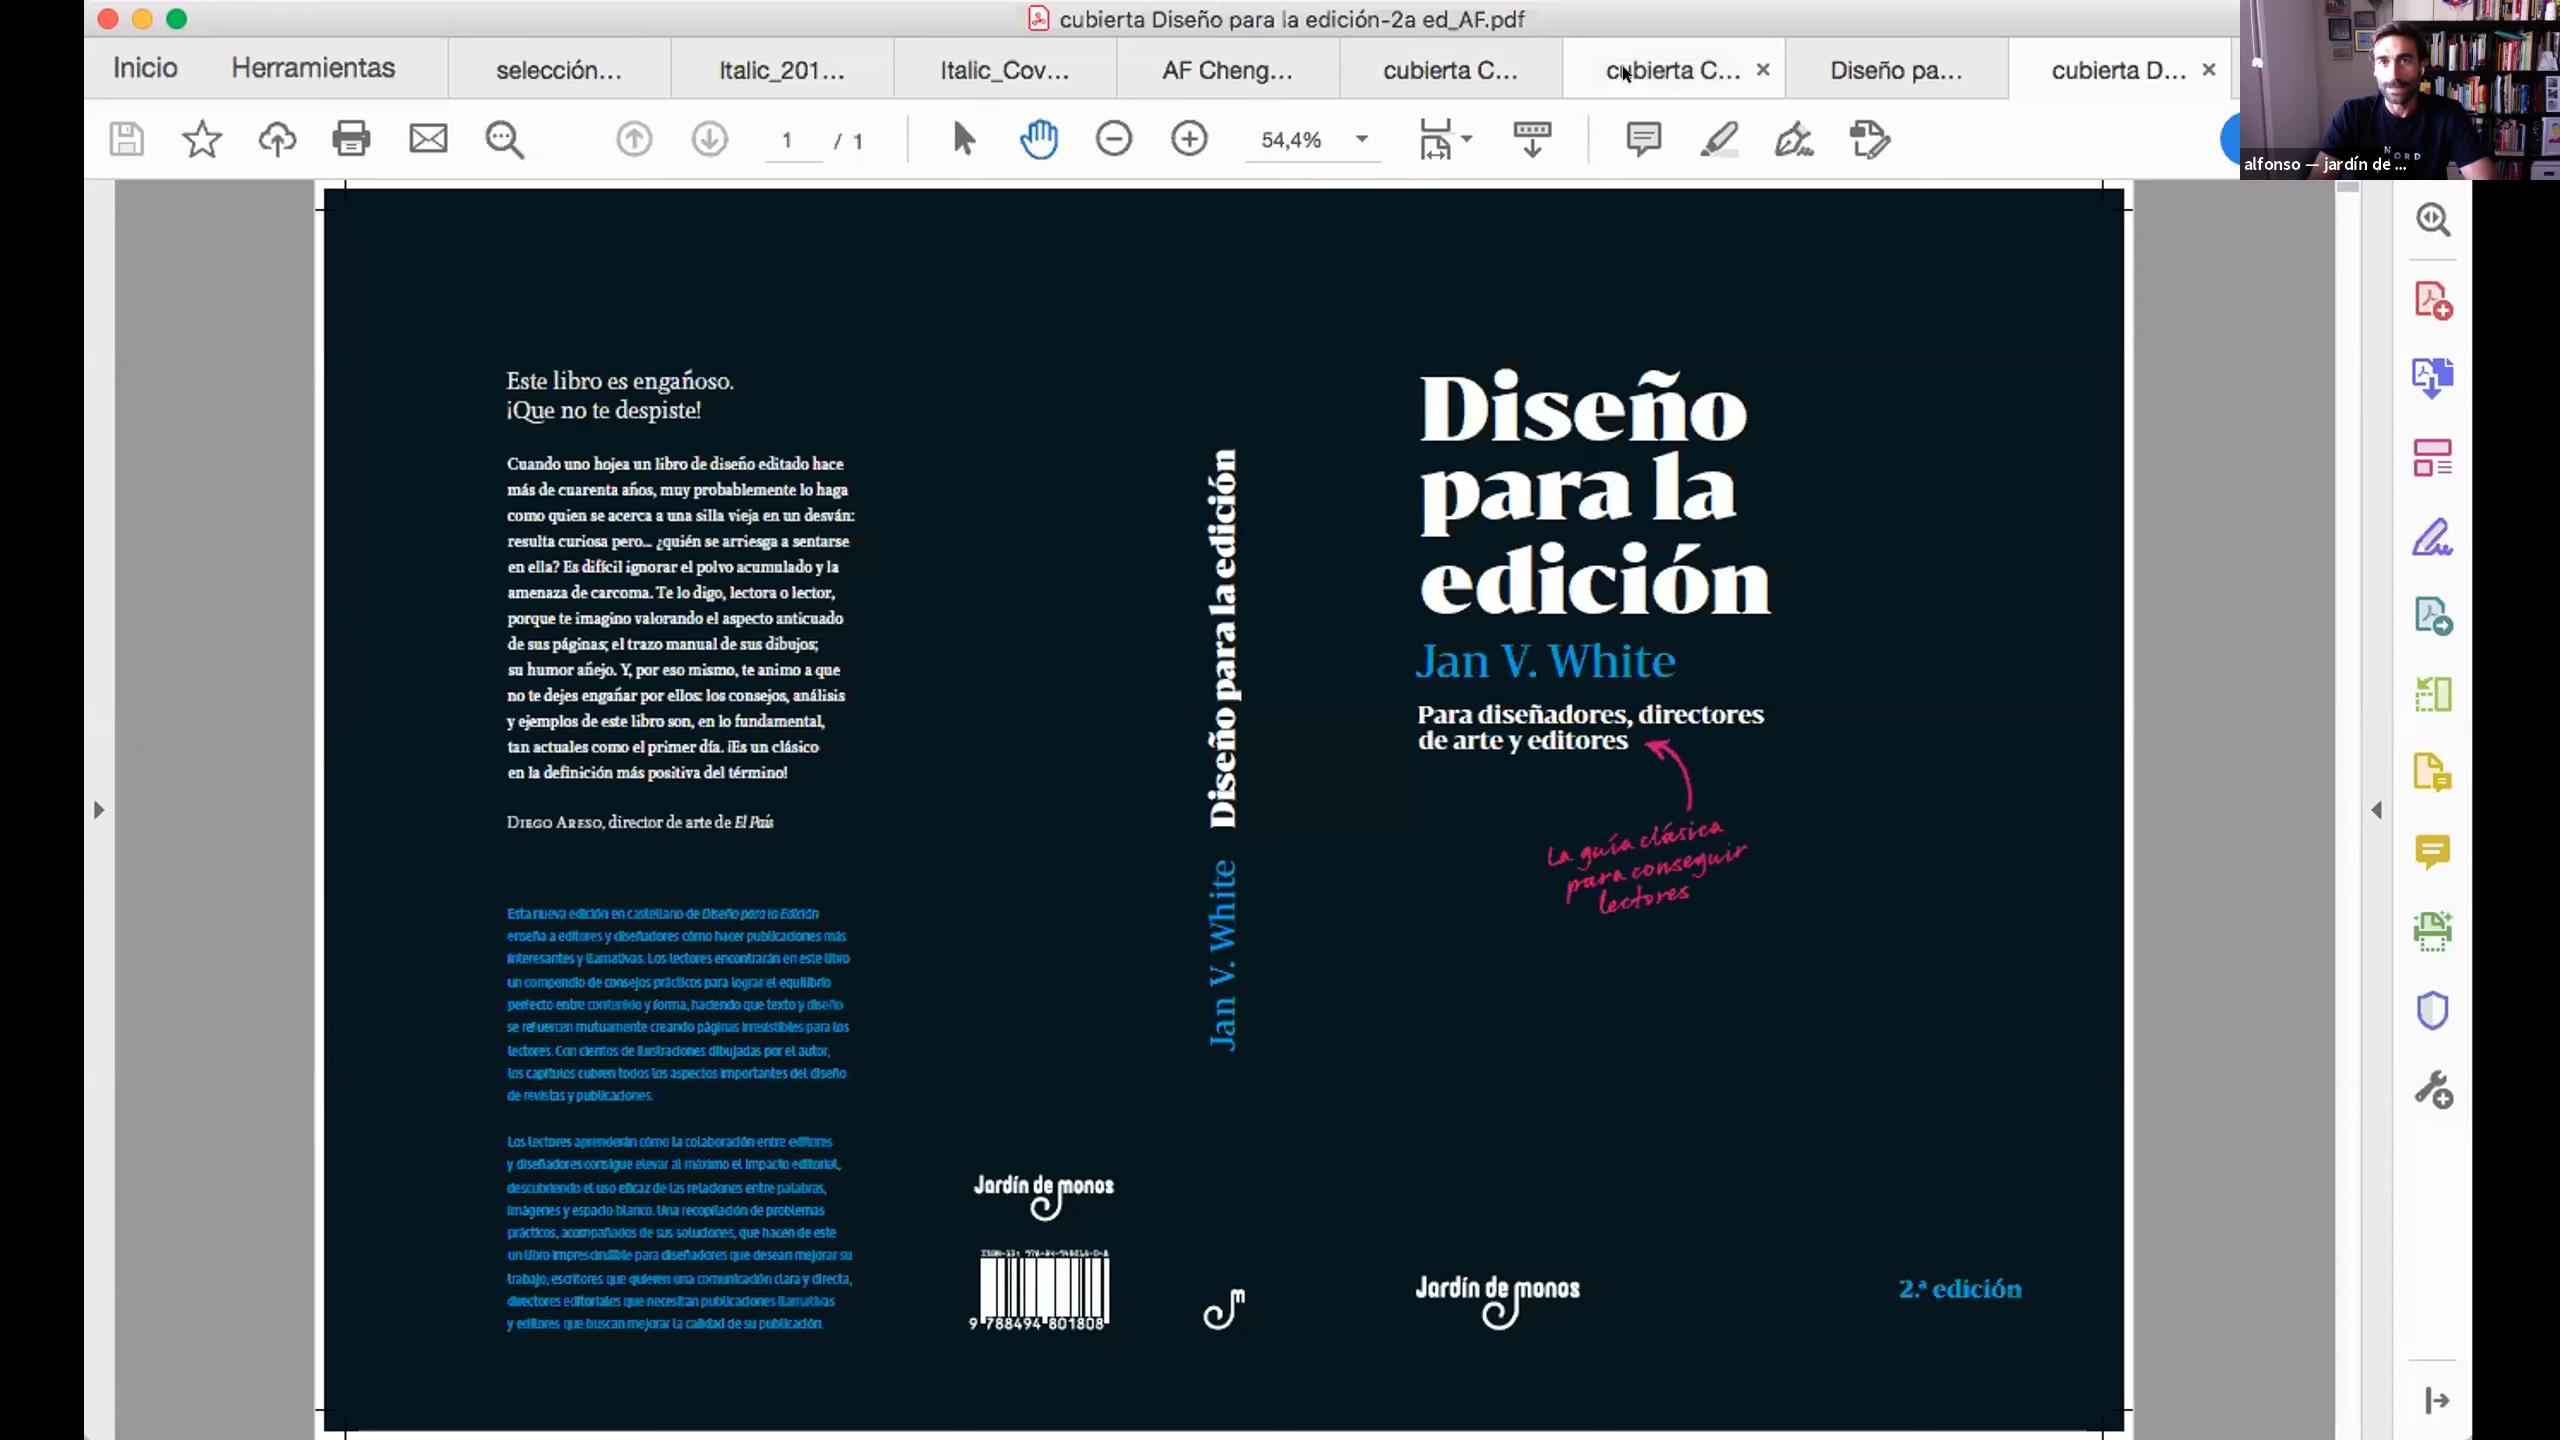 cubierta Diseño para la edición-2a ed_AF.pdf
Inicio
Herramientas
selección...
Italic_201...
Italic_Cov...
AF Cheng...
cubierta C...
cubierta C...
Diseño pa...
cubierta D...
1 / 1
54,4%
NORD
alfonso — jardín de ...
Este libro es engañoso.
¡Que no te despiste!
Cuando uno hojea un libro de diseño editado hace
más de cuarenta años, muy probablemente lo haga
como quien se acerca a una silla vieja en un desván:
resulta curiosa pero... ¿quién se arriesga a sentarse
en ella? Es difícil ignorar el polvo acumulado y la
amenaza de carcoma. Te lo digo, lectora o lector,
porque te imagino valorando el aspecto anticuado
de sus páginas; el trazo manual de sus dibujos;
su humor añejo. Y, por eso mismo, te animo a que
no te dejes engañar por ellos: los consejos, análisis
y ejemplos de este libro son, en lo fundamental,
tan actuales como el primer día. ¡Es un clásico
en la definición más positiva del término!
Diego Areso, director de arte de El País
Esta nueva edición en castellano de Diseño para la Edición
enseña a editores y diseñadores cómo hacer publicaciones más
interesantes y llamativas. Los lectores encontrarán en este libro
un compendio de consejos prácticos para lograr el equilibrio
perfecto entre contenido y forma, haciendo que texto y diseño
se refuercen mutuamente creando páginas irresistibles para los
lectores. Con cientos de ilustraciones dibujadas por el autor,
los capítulos cubren todos los aspectos importantes del diseño
de revistas y publicaciones.
Los lectores aprenderán cómo la colaboración entre editores
y diseñadores consigue elevar al máximo el impacto editorial,
descubriendo el uso eficaz de las relaciones entre palabras,
imágenes y espacio blanco. Una recopilación de problemas
prácticos, acompañados de sus soluciones, que hacen de este
un libro imprescindible para diseñadores que desean mejorar su
trabajo, escritores que quieren una comunicación clara y directa,
directores editoriales que necesitan publicaciones llamativas
y editores que buscan mejorar la calidad de su publicación.
Jardín de monos
9 788494 801808
Jan V. White Diseño para la edición
Jm
Diseño
para la
edición
Jan V. White
Para diseñadores, directores
de arte y editores
La guía clásica
para conseguir
lectores
Jardín de monos
2.ª edición